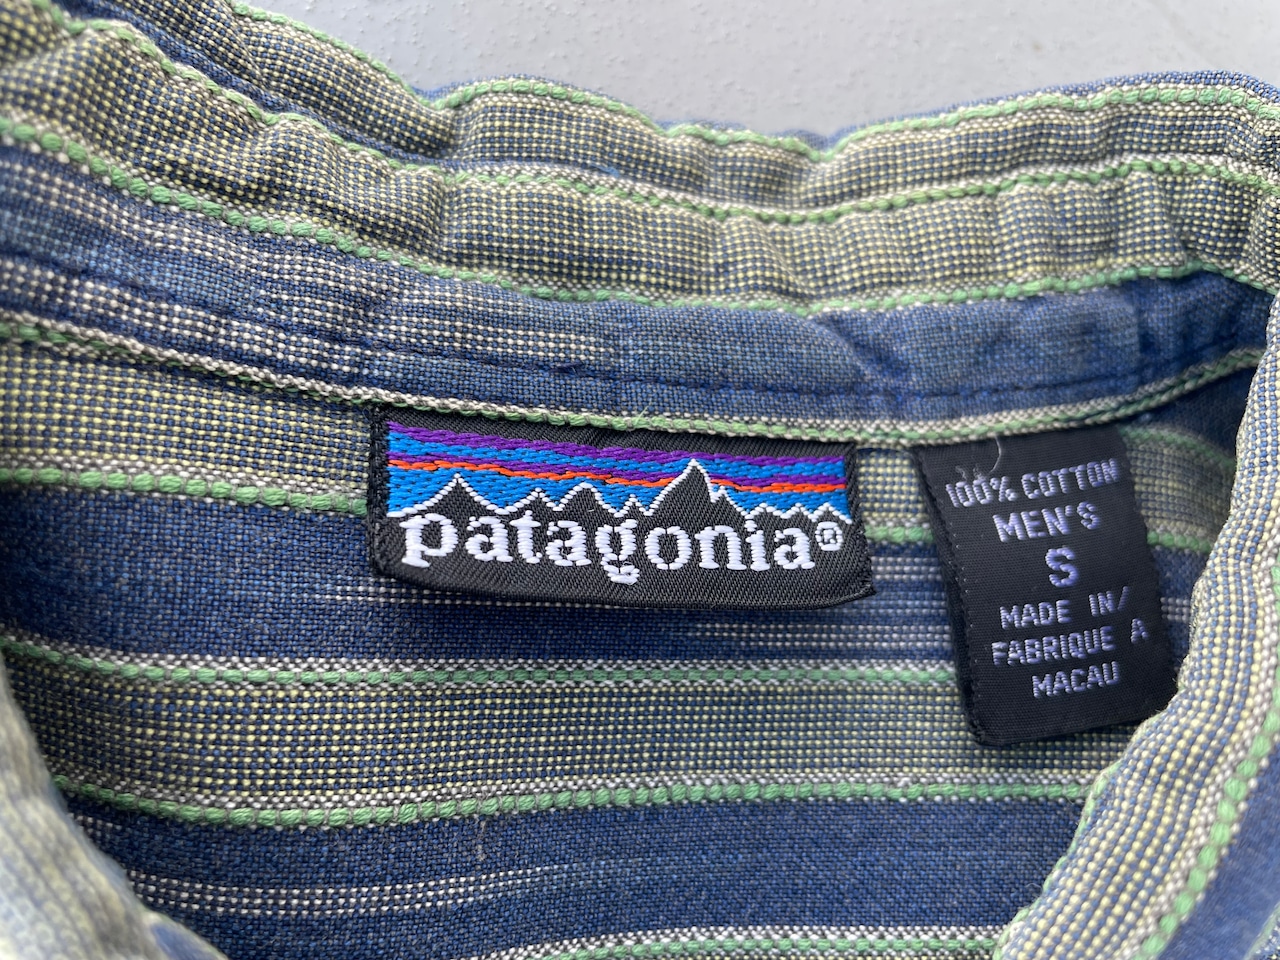 patagonia®
100% COTTON
MEN'S
S
MADE IN/
FABRIQUE A
MACAU